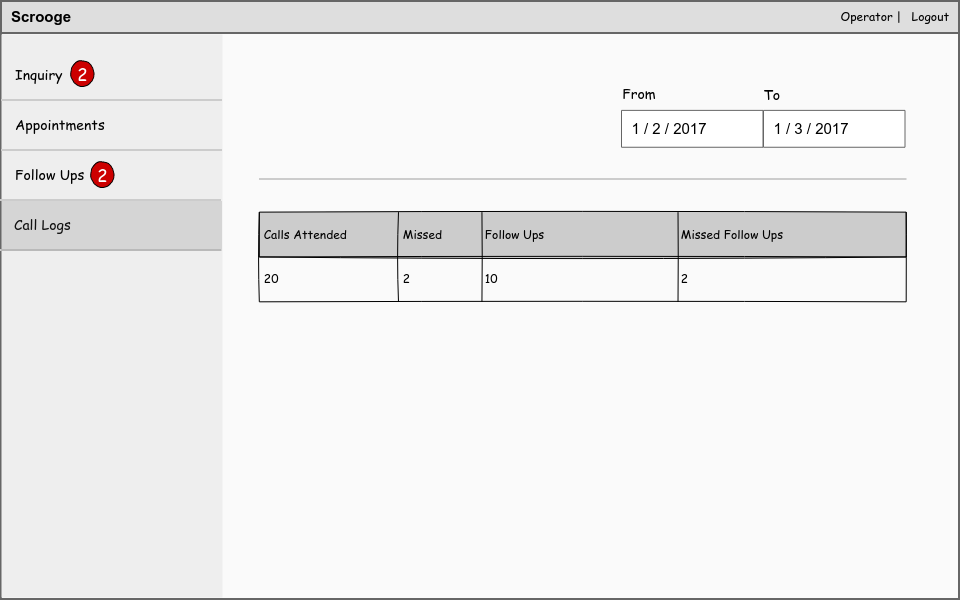 Scrooge Operator | Logout
Inquiry 2
Appointments
Follow Ups 2
Call Logs
From To
1 / 2 / 2017 1 / 3 / 2017
Calls Attended Missed Follow Ups Missed Follow Ups
20 2 10 2